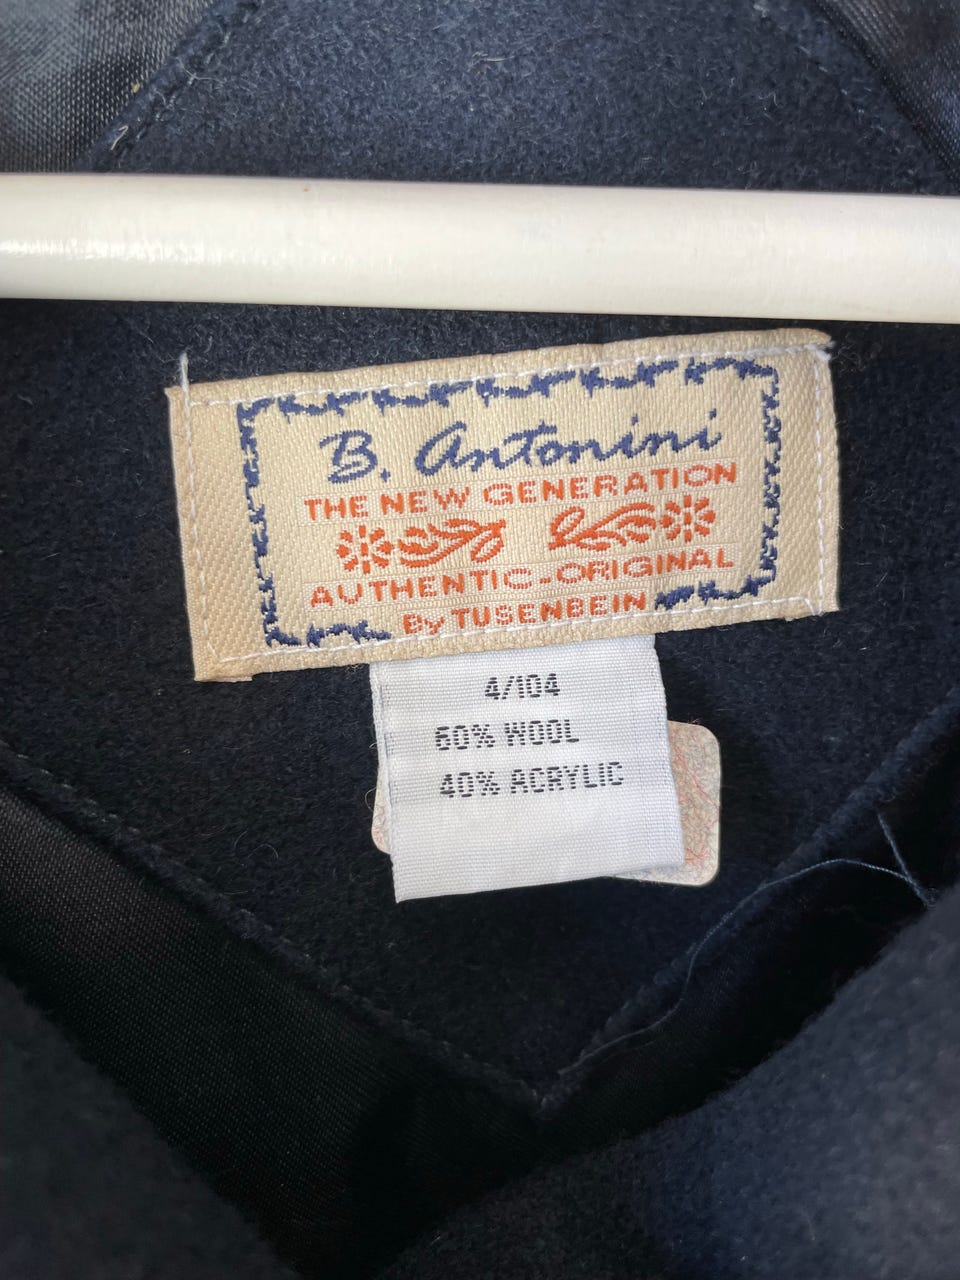 B. Antonini
THE NEW GENERATION
AUTHENTIC-ORIGINAL
By TUSENBEIN
4/104
60% WOOL
40% ACRYLIC